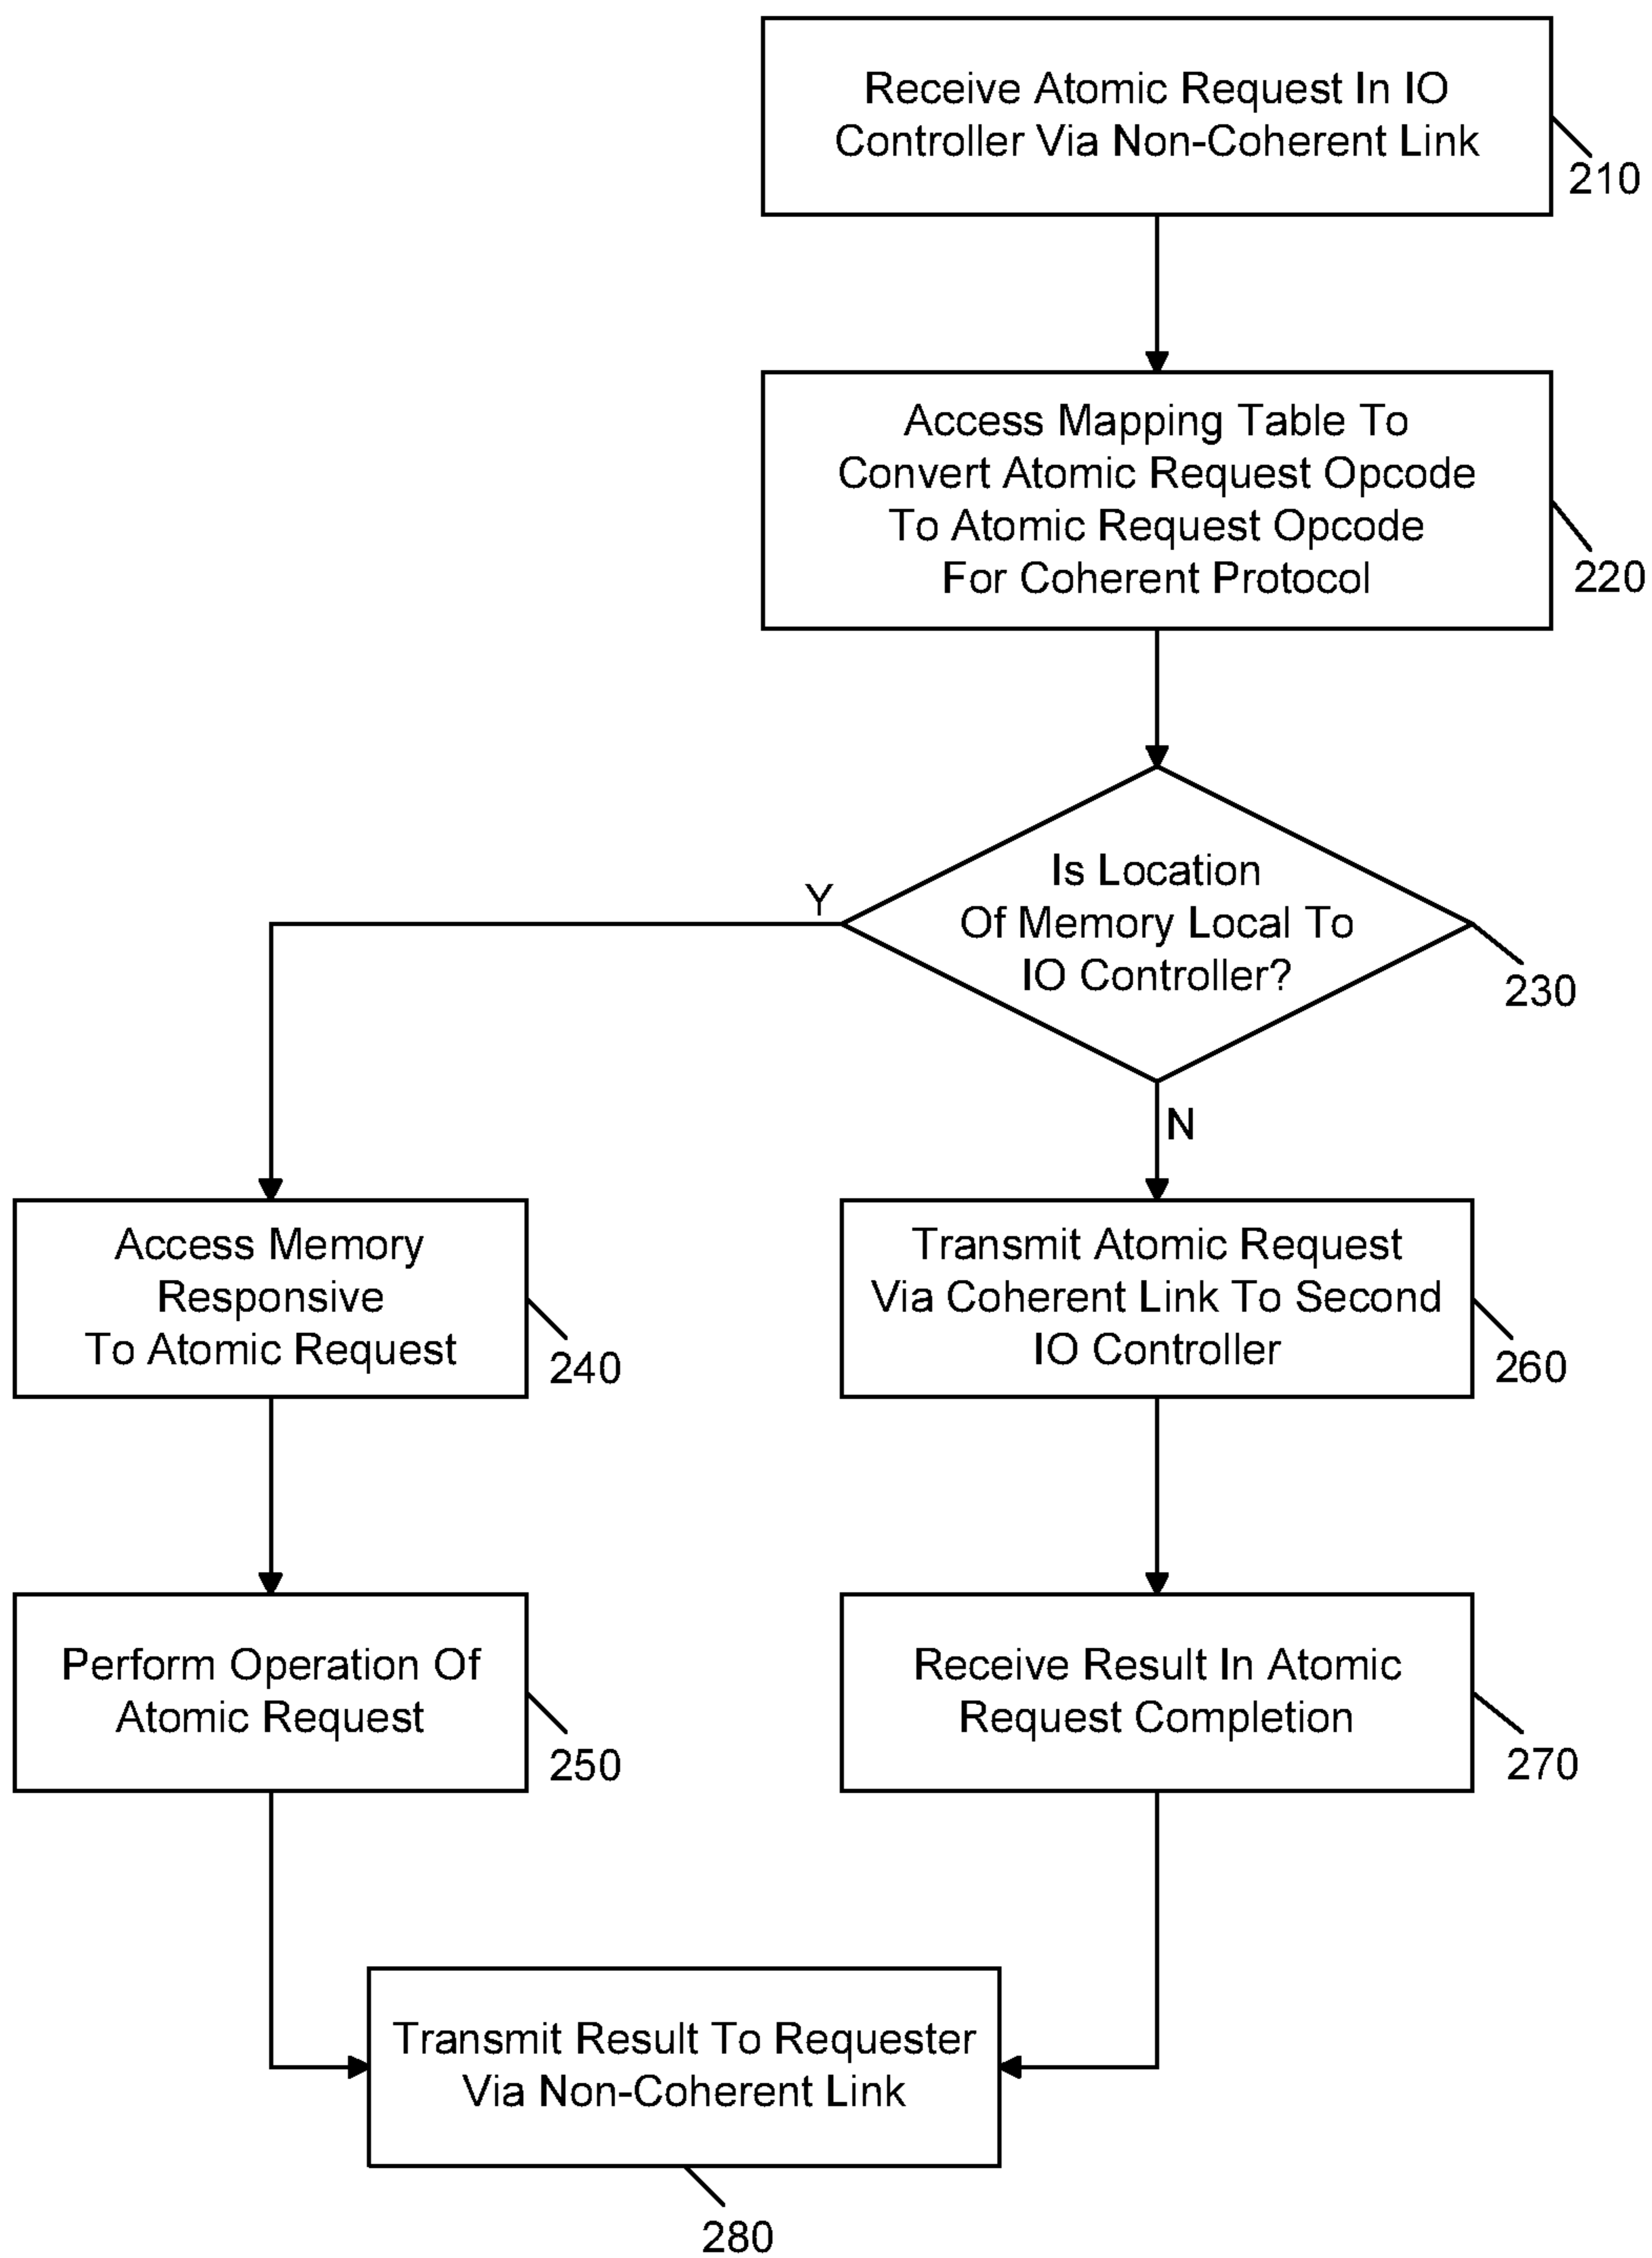 Receive Atomic Request In IO
Controller Via Non-Coherent Link
210
Access Mapping Table To
Convert Atomic Request Opcode
To Atomic Request Opcode
For Coherent Protocol
220
Is Location
Of Memory Local To
IO Controller?
230
Y
N
Access Memory
Responsive
To Atomic Request
240
Transmit Atomic Request
Via Coherent Link To Second
IO Controller
260
Perform Operation Of
Atomic Request
250
Receive Result In Atomic
Request Completion
270
Transmit Result To Requester
Via Non-Coherent Link
280